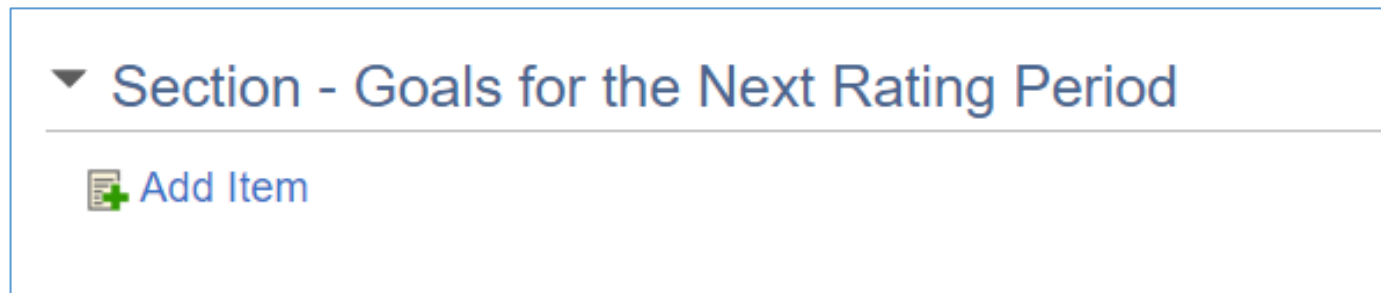 Section - Goals for the Next Rating Period
Add Item